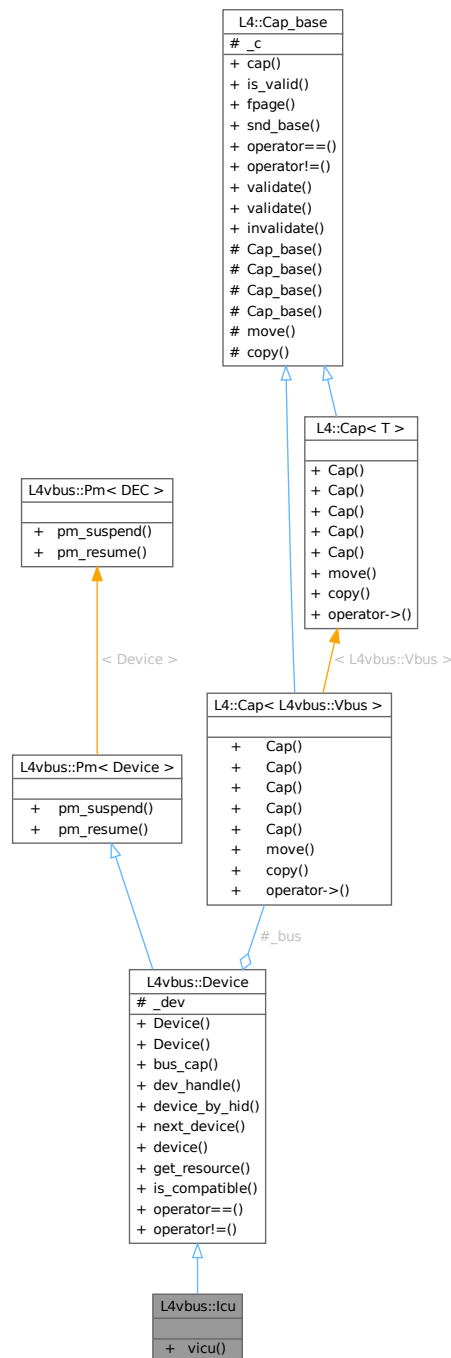 L4::Cap_base
# _c
+ cap()
+ is_valid()
+ fpage()
+ snd_base()
+ operator==()
+ operator!=()
+ validate()
+ validate()
+ invalidate()
# Cap_base()
# Cap_base()
# Cap_base()
# Cap_base()
# move()
# copy()
L4::Cap< T >
+ Cap()
+ Cap()
+ Cap()
+ Cap()
+ Cap()
+ move()
+ copy()
+ operator->()
L4vbus::Pm< DEC >
+ pm_suspend()
+ pm_resume()
< Device >
< L4vbus::Vbus >
L4::Cap< L4vbus::Vbus >
+ Cap()
+ Cap()
+ Cap()
+ Cap()
+ Cap()
+ move()
+ copy()
+ operator->()
L4vbus::Pm< Device >
+ pm_suspend()
+ pm_resume()
#_bus
L4vbus::Device
# _dev
+ Device()
+ Device()
+ bus_cap()
+ dev_handle()
+ device_by_hid()
+ next_device()
+ device()
+ get_resource()
+ is_compatible()
+ operator==()
+ operator!=()
L4vbus::Icu
+ vicu()